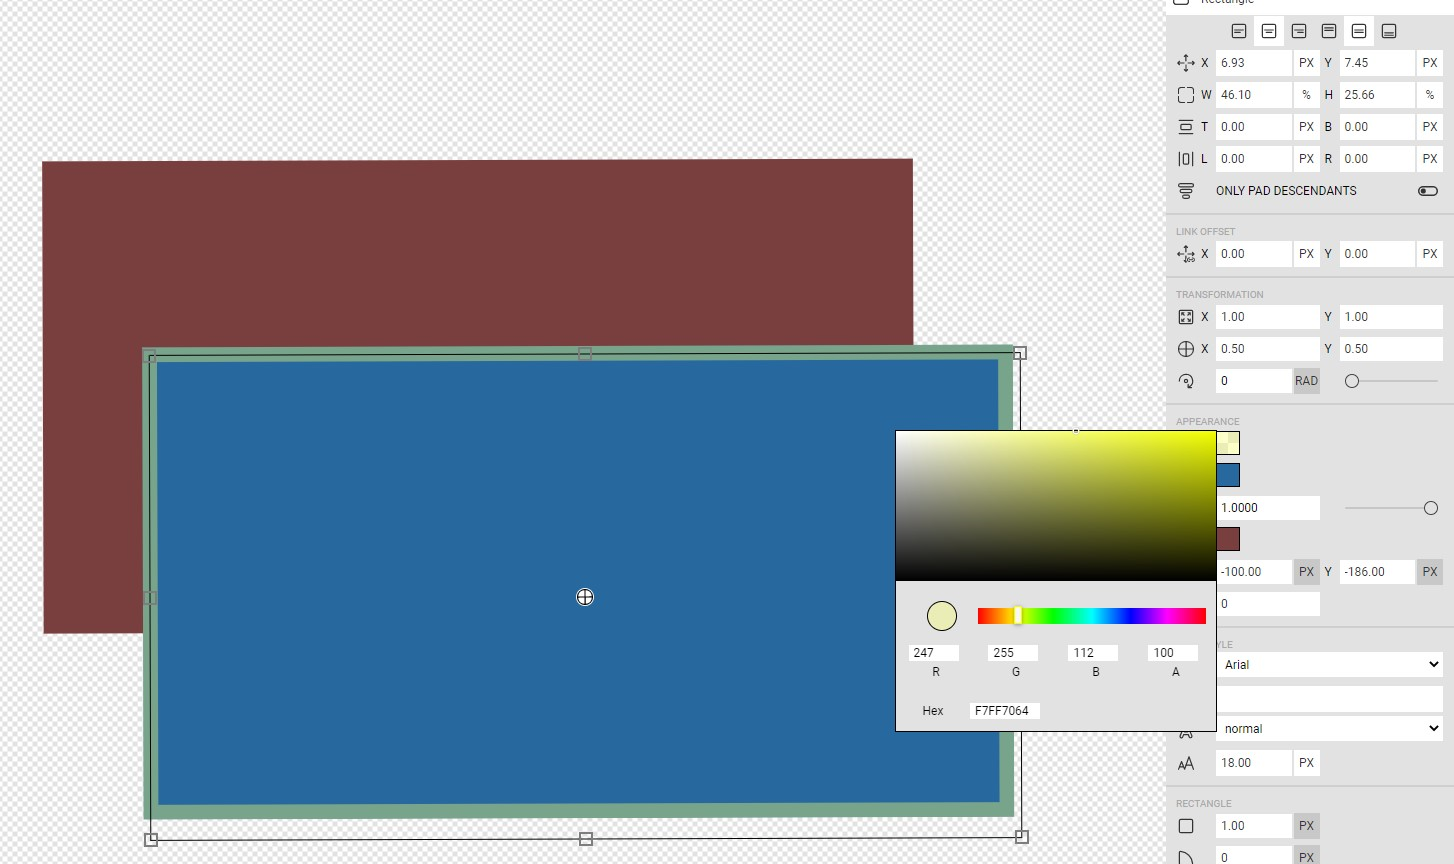 Rectangle
X 6.93 PX Y 7.45 PX
W 46.10 % H 25.66 %
T 0.00 PX B 0.00 PX
L 0.00 PX R 0.00 PX
ONLY PAD DESCENDANTS
LINK OFFSET
X 0.00 PX Y 0.00 PX
TRANSFORMATION
X 1.00 Y 1.00
X 0.50 Y 0.50
0 RAD
APPEARANCE
1.0000
-100.00 PX Y -186.00 PX
0
YLE
Arial
normal
18.00 PX
RECTANGLE
1.00 PX
0 PX
247 255 112 100
R G B A
Hex F7FF7064